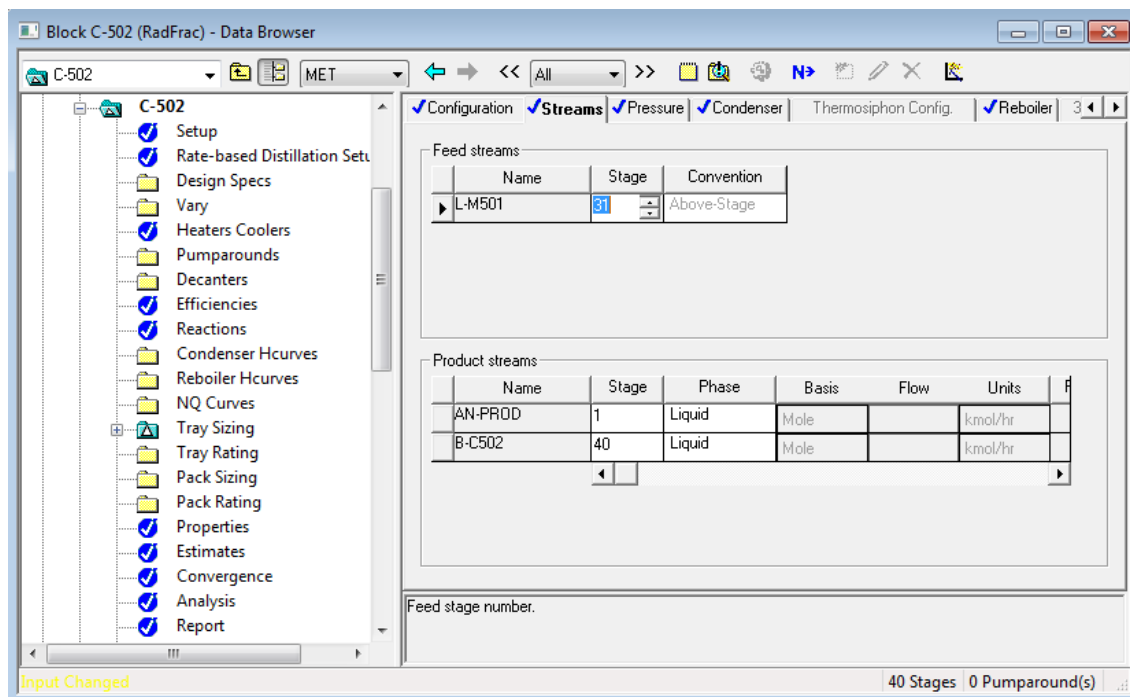 Block C-502 (RadFrac) - Data Browser
C-502 MET << All >> N>
C-502
Setup
Rate-based Distillation Setu
Design Specs
Vary
Heaters Coolers
Pumparounds
Decanters
Efficiencies
Reactions
Condenser Hcurves
Reboiler Hcurves
NQ Curves
Tray Sizing
Tray Rating
Pack Sizing
Pack Rating
Properties
Estimates
Convergence
Analysis
Report
Configuration Streams Pressure Condenser Thermosiphon Config. Reboiler 3
Feed streams
Name Stage Convention
L-M501 31 Above-Stage
Product streams
Name Stage Phase Basis Flow Units F
AN-PROD 1 Liquid Mole kmol/hr
B-C502 40 Liquid Mole kmol/hr
Feed stage number.
Input Changed 40 Stages 0 Pumparound(s)